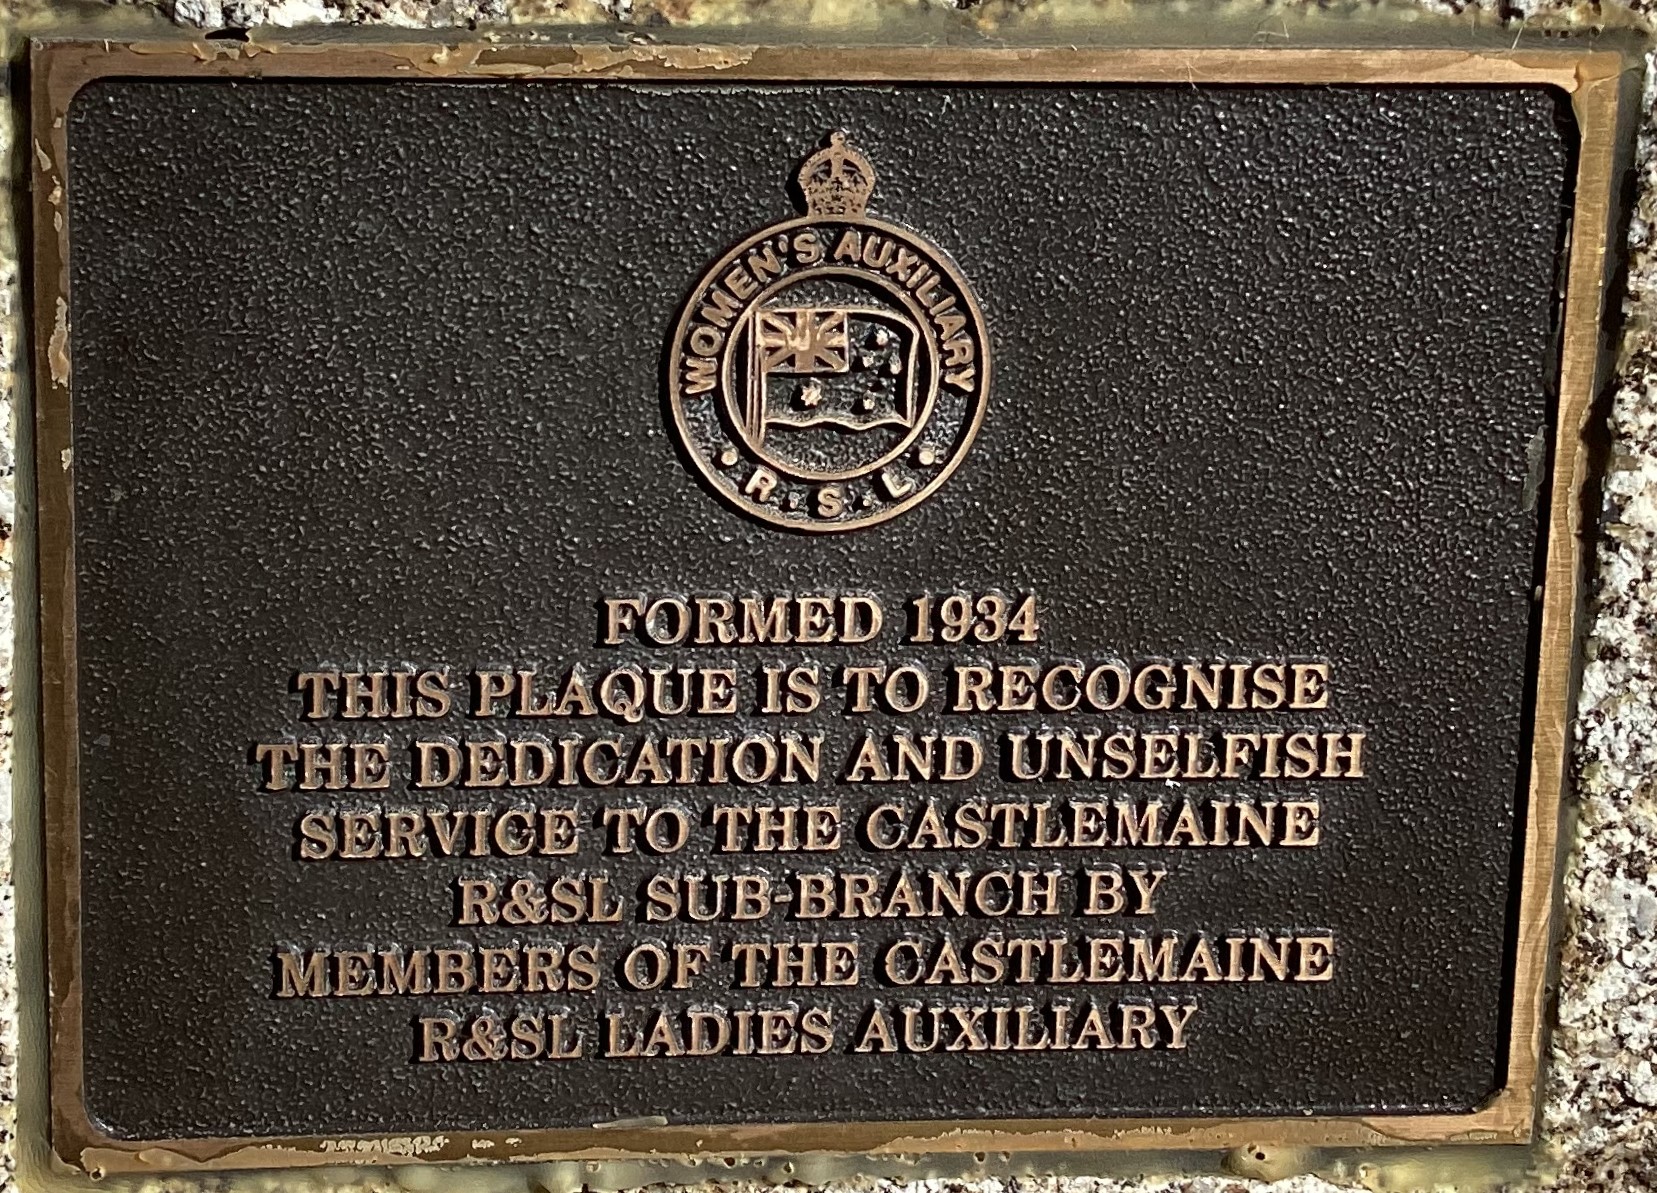 WOMEN'S AUXILIARY
R·S·L
FORMED 1934
THIS PLAQUE IS TO RECOGNISE
THE DEDICATION AND UNSELFISH
SERVICE TO THE CASTLEMAINE
R&SL SUB-BRANCH BY
MEMBERS OF THE CASTLEMAINE
R&SL LADIES AUXILIARY